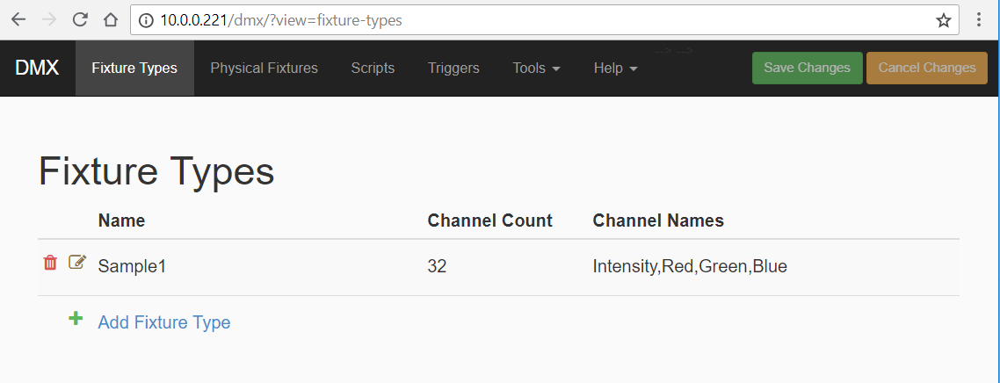 10.0.0.221/dmx/?view=fixture-types
DMX Fixture Types Physical Fixtures Scripts Triggers Tools Help --> --> Save Changes Cancel Changes
Fixture Types
Name Channel Count Channel Names
Sample1 32 Intensity,Red,Green,Blue
Add Fixture Type